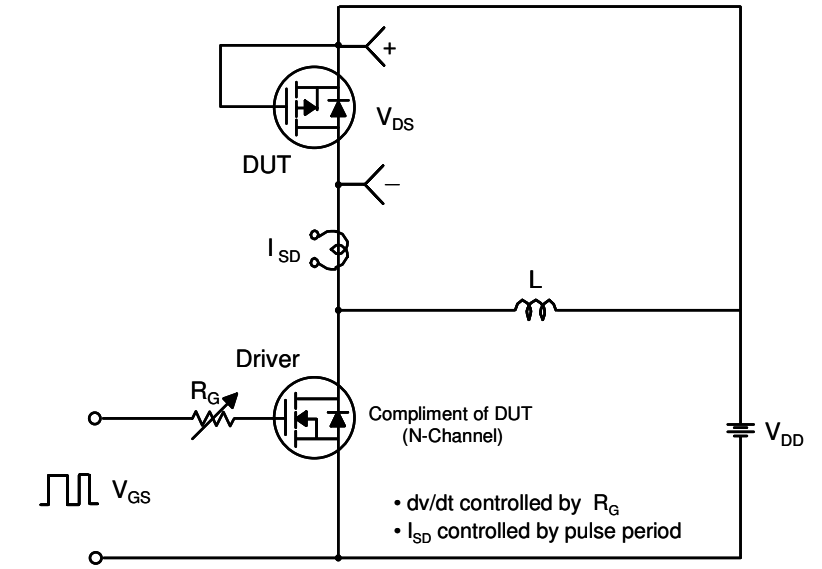 +
V_DS
DUT
−
I_SD
L
Driver
R_G
Compliment of DUT
(N-Channel)
V_DD
V_GS
• dv/dt controlled by R_G
• I_SD controlled by pulse period